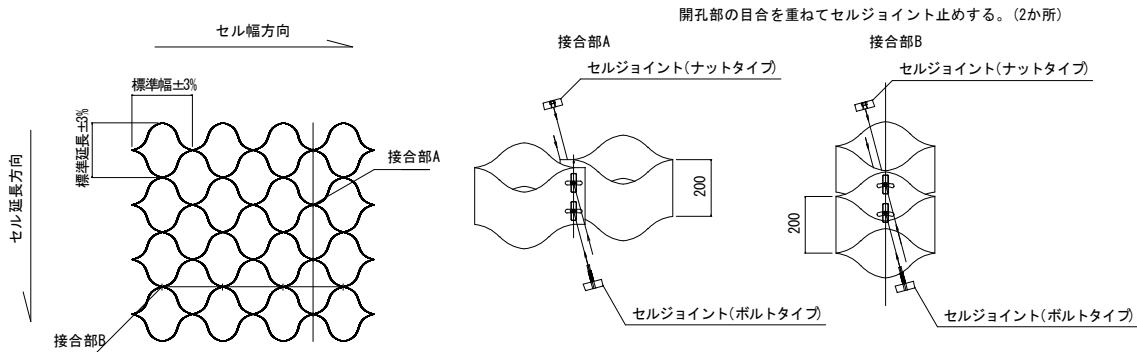 開孔部の目合を重ねてセルジョイント止めする。(2か所)
セル幅方向
標準幅±3%
標準延長±3%
セル延長方向
接合部A
接合部B
接合部A
セルジョイント(ナットタイプ)
200
セルジョイント(ボルトタイプ)
接合部B
セルジョイント(ナットタイプ)
200
セルジョイント(ボルトタイプ)